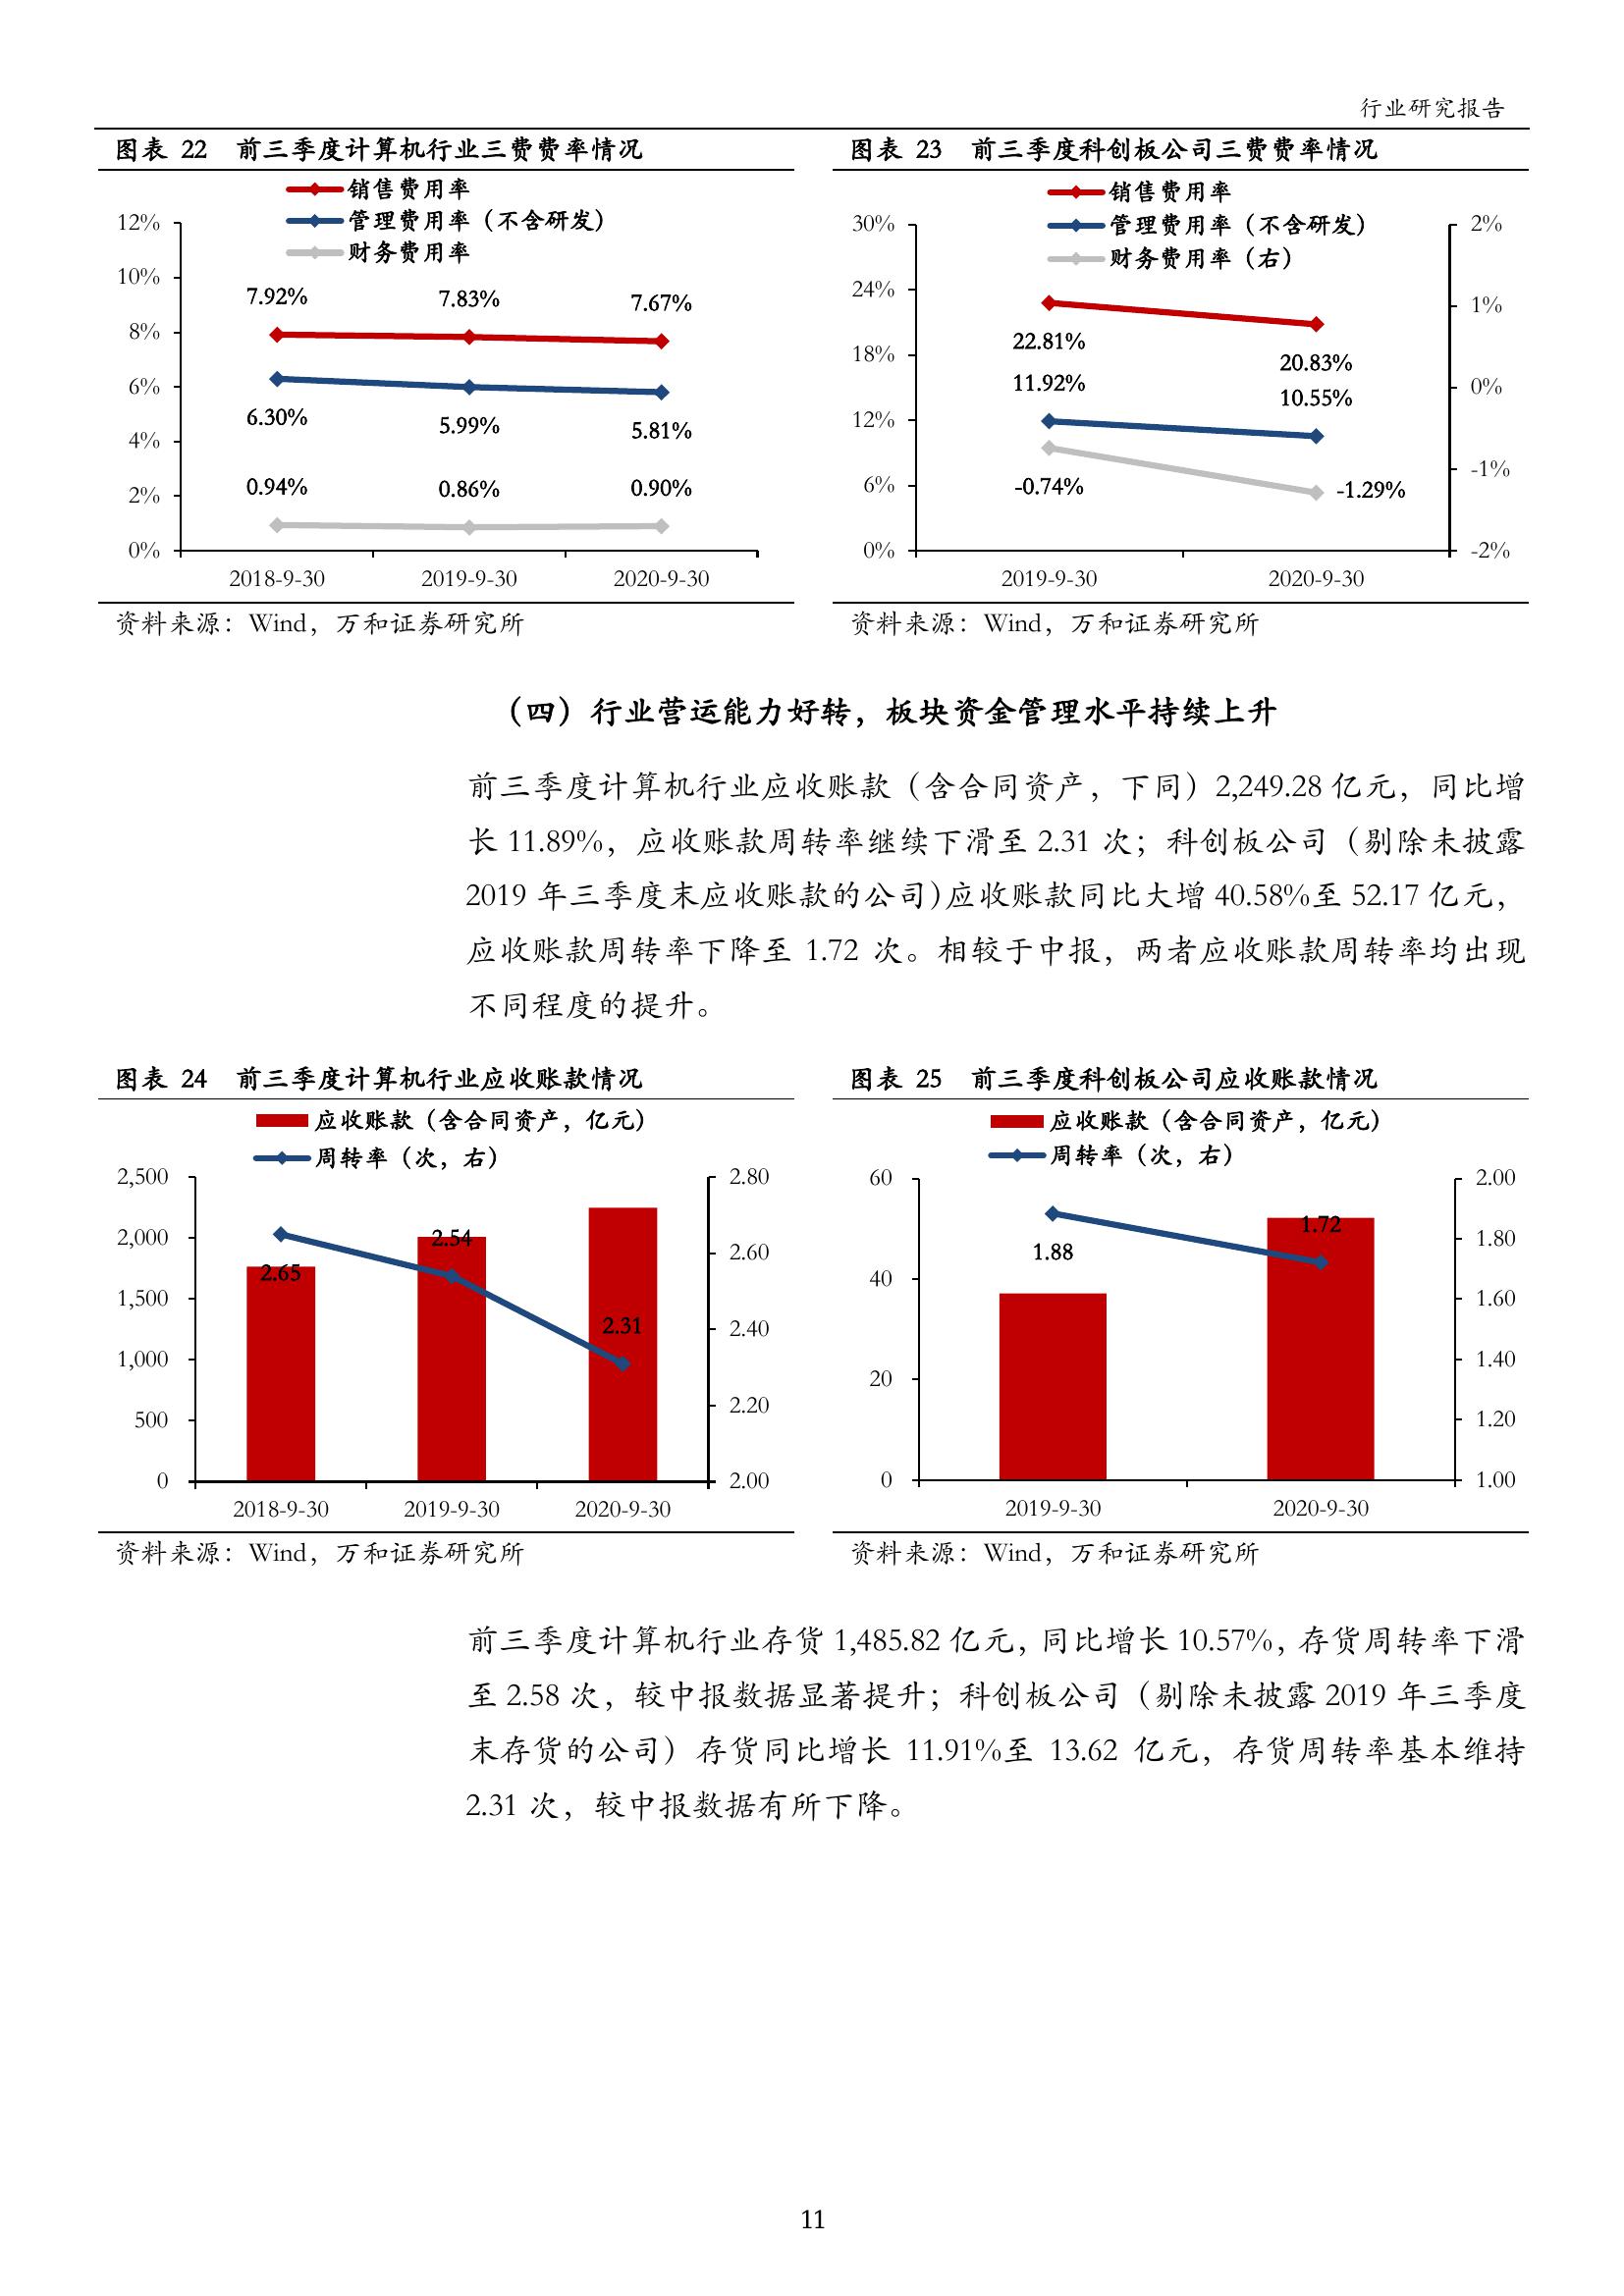 行业研究报告
图表 22 前三季度计算机行业三费费率情况
销售费用率
管理费用率（不含研发）
财务费用率
12%
10%
8%
6%
4%
2%
0%
7.92%
7.83%
7.67%
6.30%
5.99%
5.81%
0.94%
0.86%
0.90%
2018-9-30
2019-9-30
2020-9-30
资料来源：Wind，万和证券研究所
图表 23 前三季度科创板公司三费费率情况
销售费用率
管理费用率（不含研发）
财务费用率（右）
30%
24%
18%
12%
6%
0%
2%
1%
0%
-1%
-2%
22.81%
20.83%
11.92%
10.55%
-0.74%
-1.29%
2019-9-30
2020-9-30
资料来源：Wind，万和证券研究所
（四）行业营运能力好转，板块资金管理水平持续上升
前三季度计算机行业应收账款（含合同资产，下同）2,249.28 亿元，同比增
长 11.89%，应收账款周转率继续下滑至 2.31 次；科创板公司（剔除未披露
2019 年三季度末应收账款的公司)应收账款同比大增 40.58%至 52.17 亿元，
应收账款周转率下降至 1.72 次。相较于中报，两者应收账款周转率均出现
不同程度的提升。
图表 24 前三季度计算机行业应收账款情况
应收账款（含合同资产，亿元）
周转率（次，右）
2,500
2,000
1,500
1,000
500
0
2.80
2.60
2.40
2.20
2.00
2.65
2.54
2.31
2018-9-30
2019-9-30
2020-9-30
资料来源：Wind，万和证券研究所
图表 25 前三季度科创板公司应收账款情况
应收账款（含合同资产，亿元）
周转率（次，右）
60
40
20
0
2.00
1.80
1.60
1.40
1.20
1.00
1.88
1.72
2019-9-30
2020-9-30
资料来源：Wind，万和证券研究所
前三季度计算机行业存货 1,485.82 亿元，同比增长 10.57%，存货周转率下滑
至 2.58 次，较中报数据显著提升；科创板公司（剔除未披露 2019 年三季度
末存货的公司）存货同比增长 11.91%至 13.62 亿元，存货周转率基本维持
2.31 次，较中报数据有所下降。
11